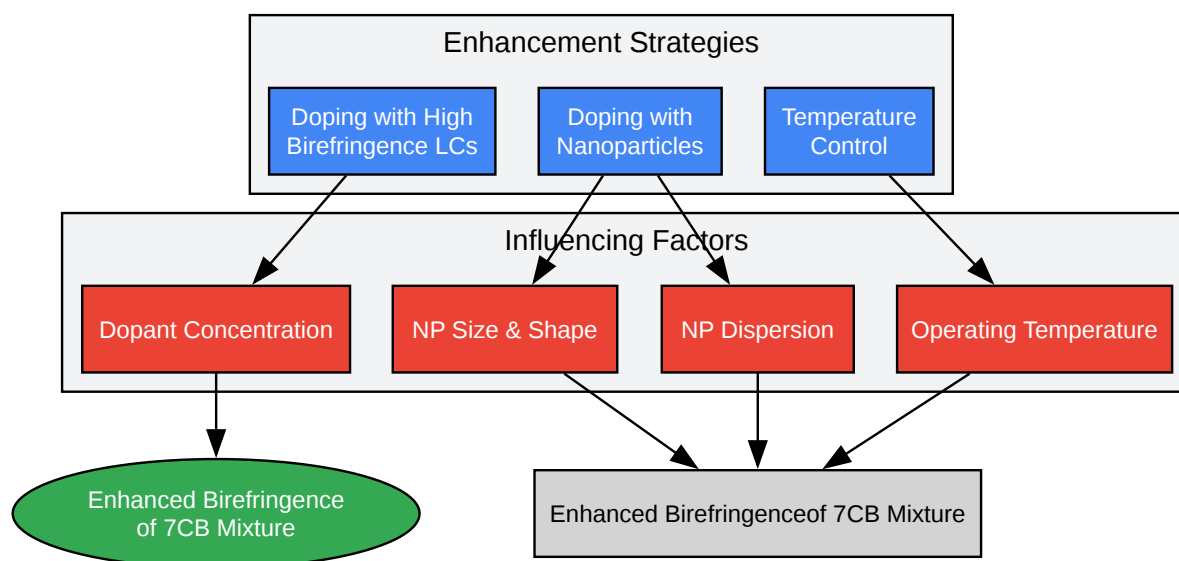 Enhancement Strategies
Doping with High
Birefringence LCs
Doping with
Nanoparticles
Temperature
Control
Influencing Factors
Dopant Concentration
NP Size & Shape
NP Dispersion
Operating Temperature
Enhanced Birefringence
of 7CB Mixture
Enhanced Birefringenceof 7CB Mixture